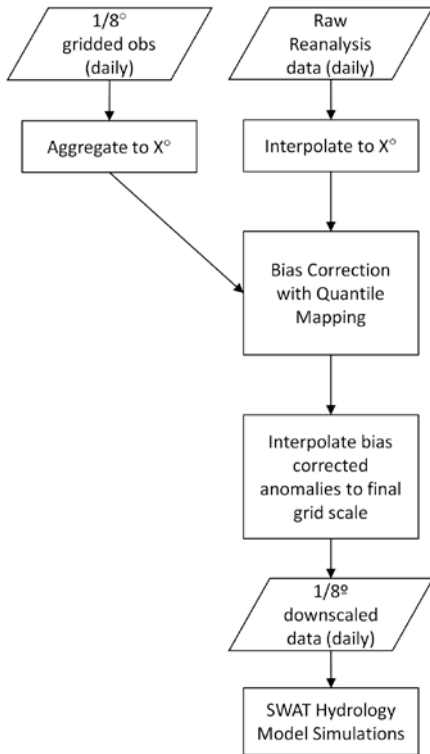 1/8°
gridded obs
(daily)
Raw
Reanalysis
data (daily)
Aggregate to X°
Interpolate to X°
Bias Correction
with Quantile
Mapping
Interpolate bias
corrected
anomalies to final
grid scale
1/8º
downscaled
data (daily)
SWAT Hydrology
Model Simulations